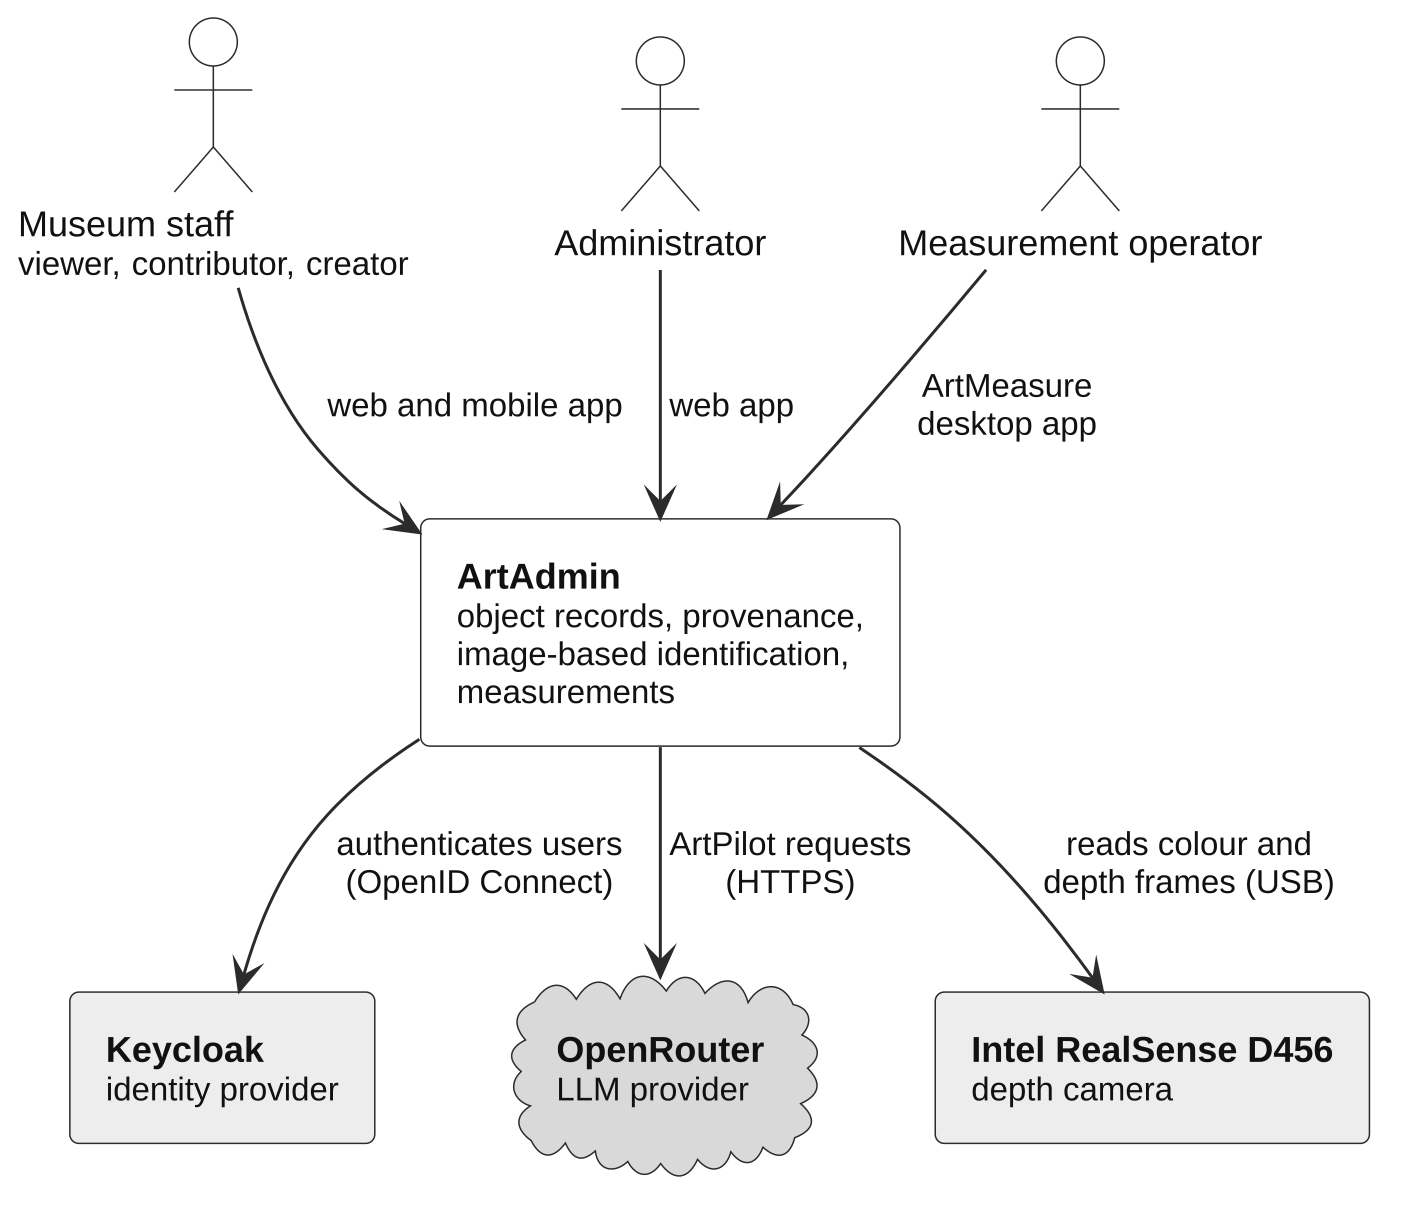 Museum staff
viewer, contributor, creator
Administrator
Measurement operator
web and mobile app
web app
ArtMeasure
desktop app
ArtAdmin
object records, provenance,
image-based identification,
measurements
authenticates users
(OpenID Connect)
ArtPilot requests
(HTTPS)
reads colour and
depth frames (USB)
Keycloak
identity provider
OpenRouter
LLM provider
Intel RealSense D456
depth camera